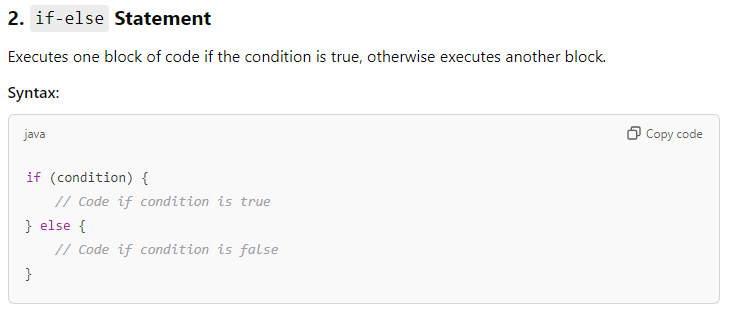 2. if-else Statement
Executes one block of code if the condition is true, otherwise executes another block.
Syntax:
java
Copy code
if (condition) {
    // Code if condition is true
} else {
    // Code if condition is false
}